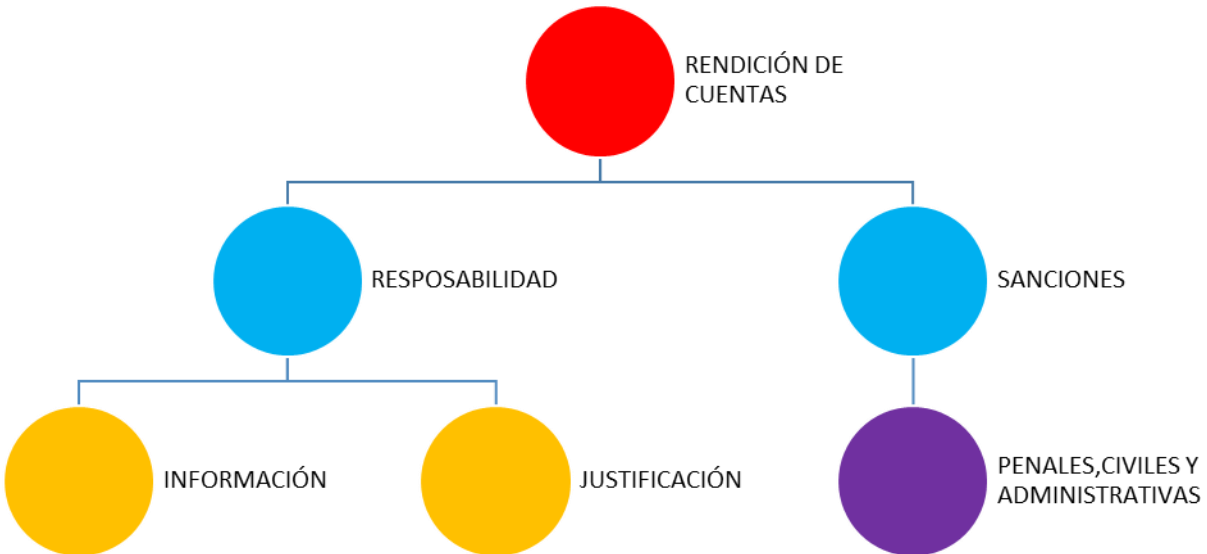 RENDICIÓN DE
CUENTAS
RESPOSABILIDAD
SANCIONES
INFORMACIÓN
JUSTIFICACIÓN
PENALES,CIVILES Y
ADMINISTRATIVAS